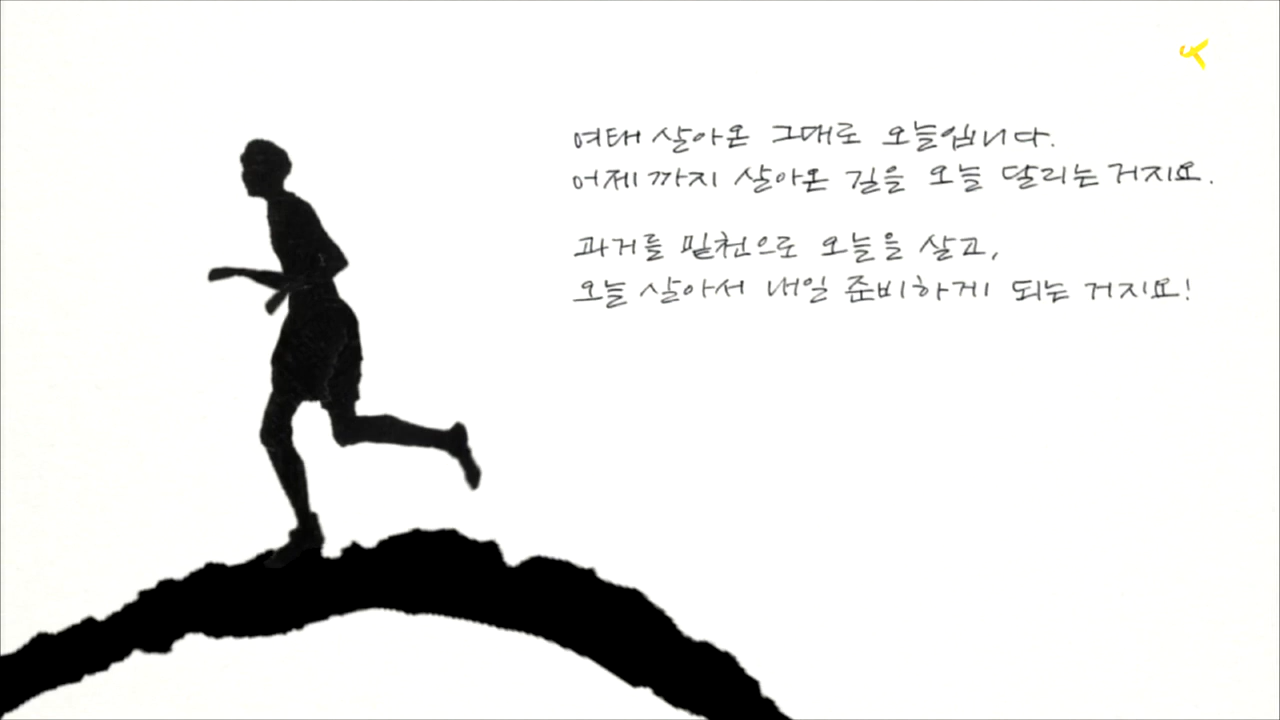 여태 살아온 그대로 오늘입니다.
어제까지 살아온 길을 오늘 달리는 거지요.
과거를 밑천으로 오늘을 살고,
오늘 살아서 내일 준비하게 되는 거지요!